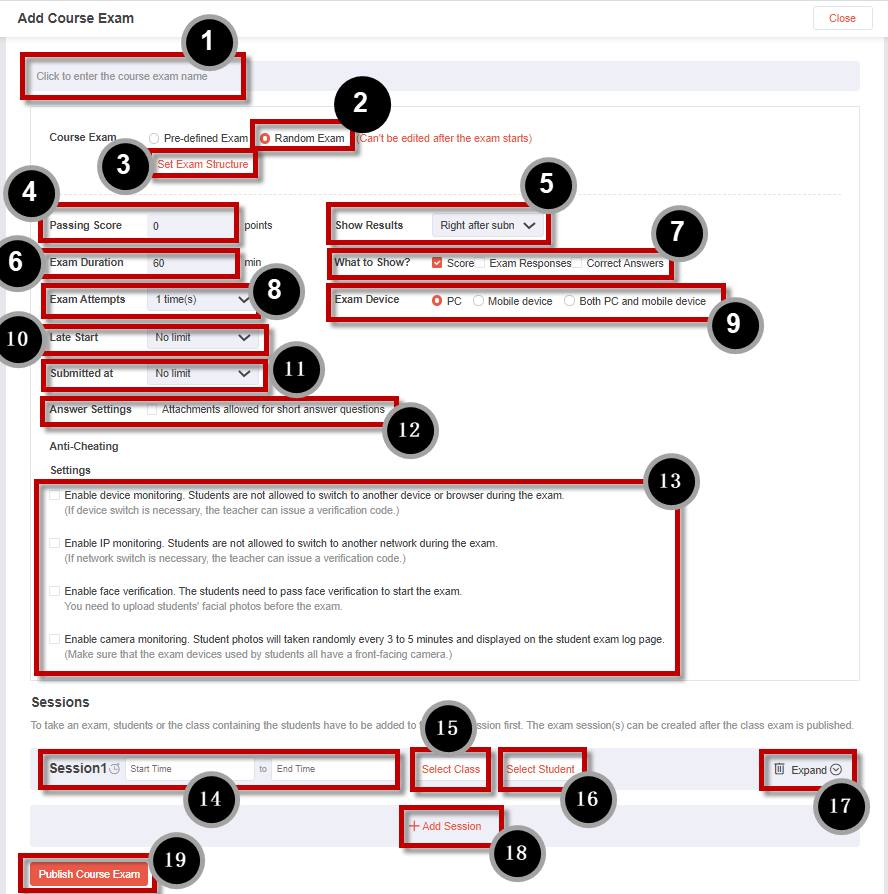 Add Course Exam
Close
1
Click to enter the course exam name
2
Course Exam Pre-defined Exam Random Exam (Can't be edited after the exam starts)
3 Set Exam Structure
4 5
Passing Score 0 points Show Results Right after subn
7
6 Exam Duration 60 min What to Show? Score Exam Responses Correct Answers
8
Exam Attempts 1 time(s) Exam Device PC Mobile device Both PC and mobile device
9
10 Late Start No limit
11
Submitted at No limit
Answer Settings Attachments allowed for short answer questions
12
Anti-Cheating
Settings
13
Enable device monitoring. Students are not allowed to switch to another device or browser during the exam.
(If device switch is necessary, the teacher can issue a verification code.)
Enable IP monitoring. Students are not allowed to switch to another network during the exam.
(If network switch is necessary, the teacher can issue a verification code.)
Enable face verification. The students need to pass face verification to start the exam.
You need to upload students' facial photos before the exam.
Enable camera monitoring. Student photos will taken randomly every 3 to 5 minutes and displayed on the student exam log page.
(Make sure that the exam devices used by students all have a front-facing camera.)
Sessions
To take an exam, students or the class containing the students have to be added to ssion first. The exam session(s) can be created after the class exam is published.
15
Session1 Start Time to End Time Select Class Select Student Expand
14 16 17
+ Add Session
18
19
Publish Course Exam